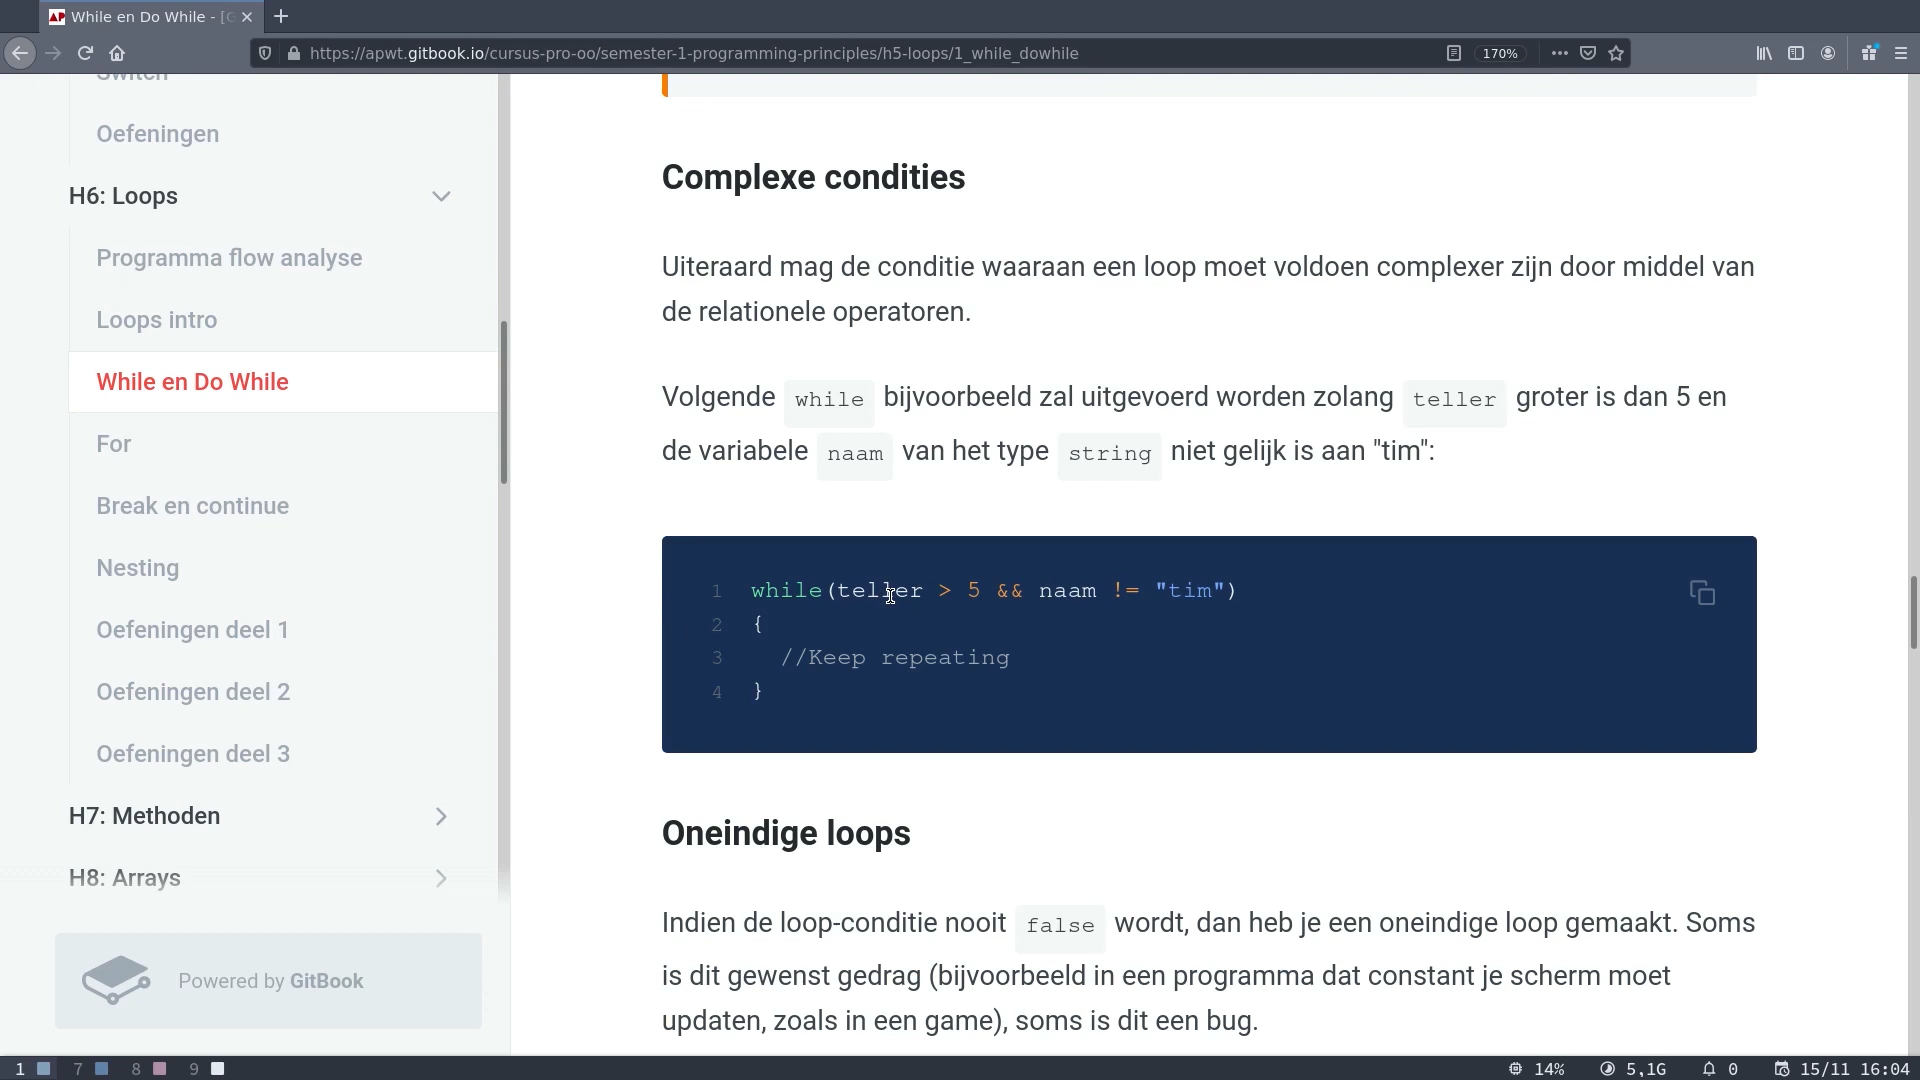 While en Do While - [G
https://apwt.gitbook.io/cursus-pro-oo/semester-1-programming-principles/h5-loops/1_while_dowhile
170%
Switch
Oefeningen
H6: Loops
Programma flow analyse
Loops intro
While en Do While
For
Break en continue
Nesting
Oefeningen deel 1
Oefeningen deel 2
Oefeningen deel 3
H7: Methoden
H8: Arrays
Powered by GitBook
Complexe condities
Uiteraard mag de conditie waaraan een loop moet voldoen complexer zijn door middel van
de relationele operatoren.
Volgende while bijvoorbeeld zal uitgevoerd worden zolang teller groter is dan 5 en
de variabele naam van het type string niet gelijk is aan "tim":
1 while(teller > 5 && naam != "tim")
2 {
3 //Keep repeating
4 }
Oneindige loops
Indien de loop-conditie nooit false wordt, dan heb je een oneindige loop gemaakt. Soms
is dit gewenst gedrag (bijvoorbeeld in een programma dat constant je scherm moet
updaten, zoals in een game), soms is dit een bug.
1 7 8 9 14% 5,1G 0 15/11 16:04